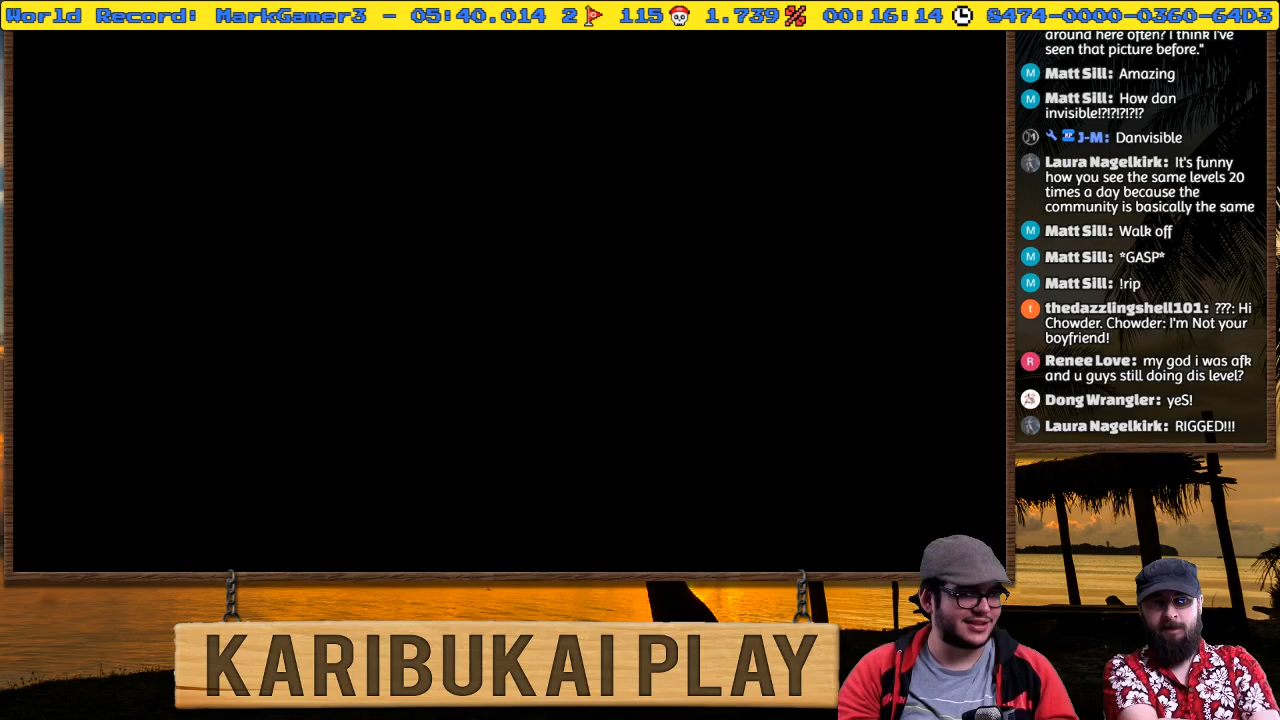 World Record: MarkGamer3 - 05:40.014 2 115 1.739 00:16:14 8474-0000-0360-64D3
around here often? I think I've
seen that picture before."
Matt Sill: Amazing
Matt Sill: How dan
invisible!?!?!?!?!?
J-M: Danvisible
Laura Nagelkirk: It's funny
how you see the same levels 20
times a day because the
community is basically the same
Matt Sill: Walk off
Matt Sill: *GASP*
Matt Sill: !rip
thedazzlingshell101: ???: Hi
Chowder. Chowder: I'm Not your
boyfriend!
Renee Love: my god i was afk
and u guys still doing dis level?
Dong Wrangler: yeS!
Laura Nagelkirk: RIGGED!!!
KARIBUKAI PLAY